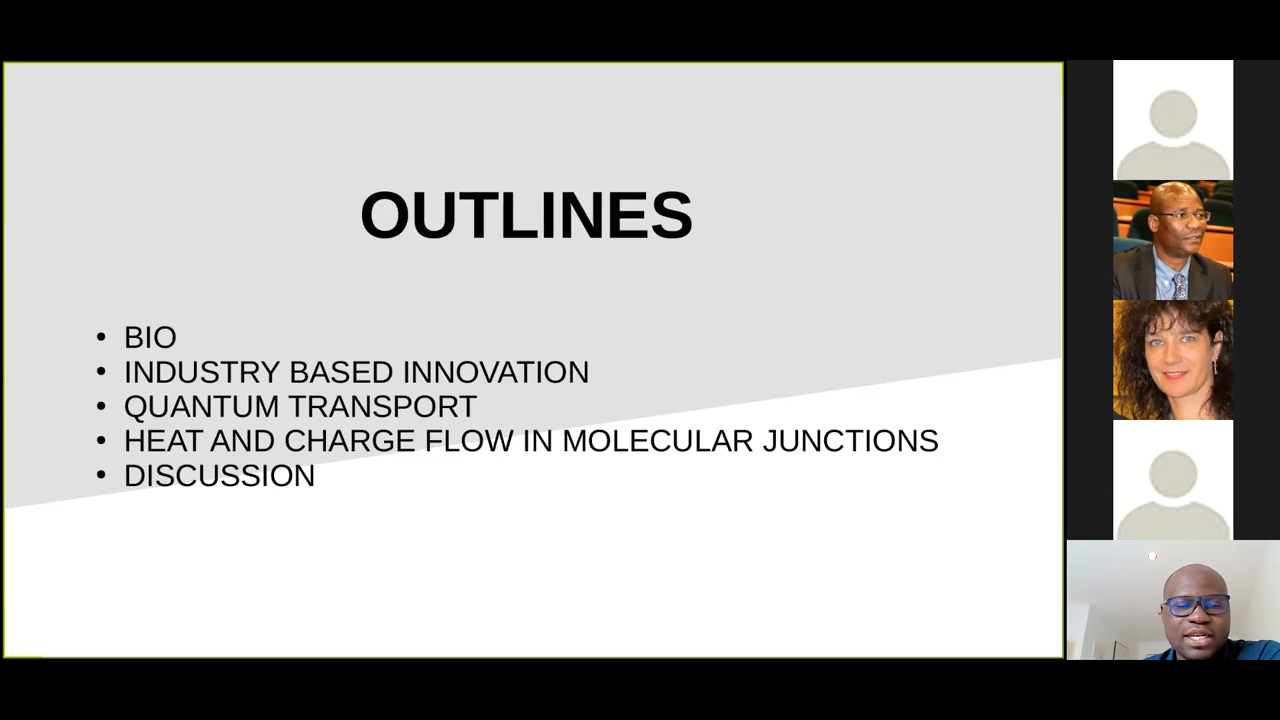 OUTLINES
• BIO
• INDUSTRY BASED INNOVATION
• QUANTUM TRANSPORT
• HEAT AND CHARGE FLOW IN MOLECULAR JUNCTIONS
• DISCUSSION